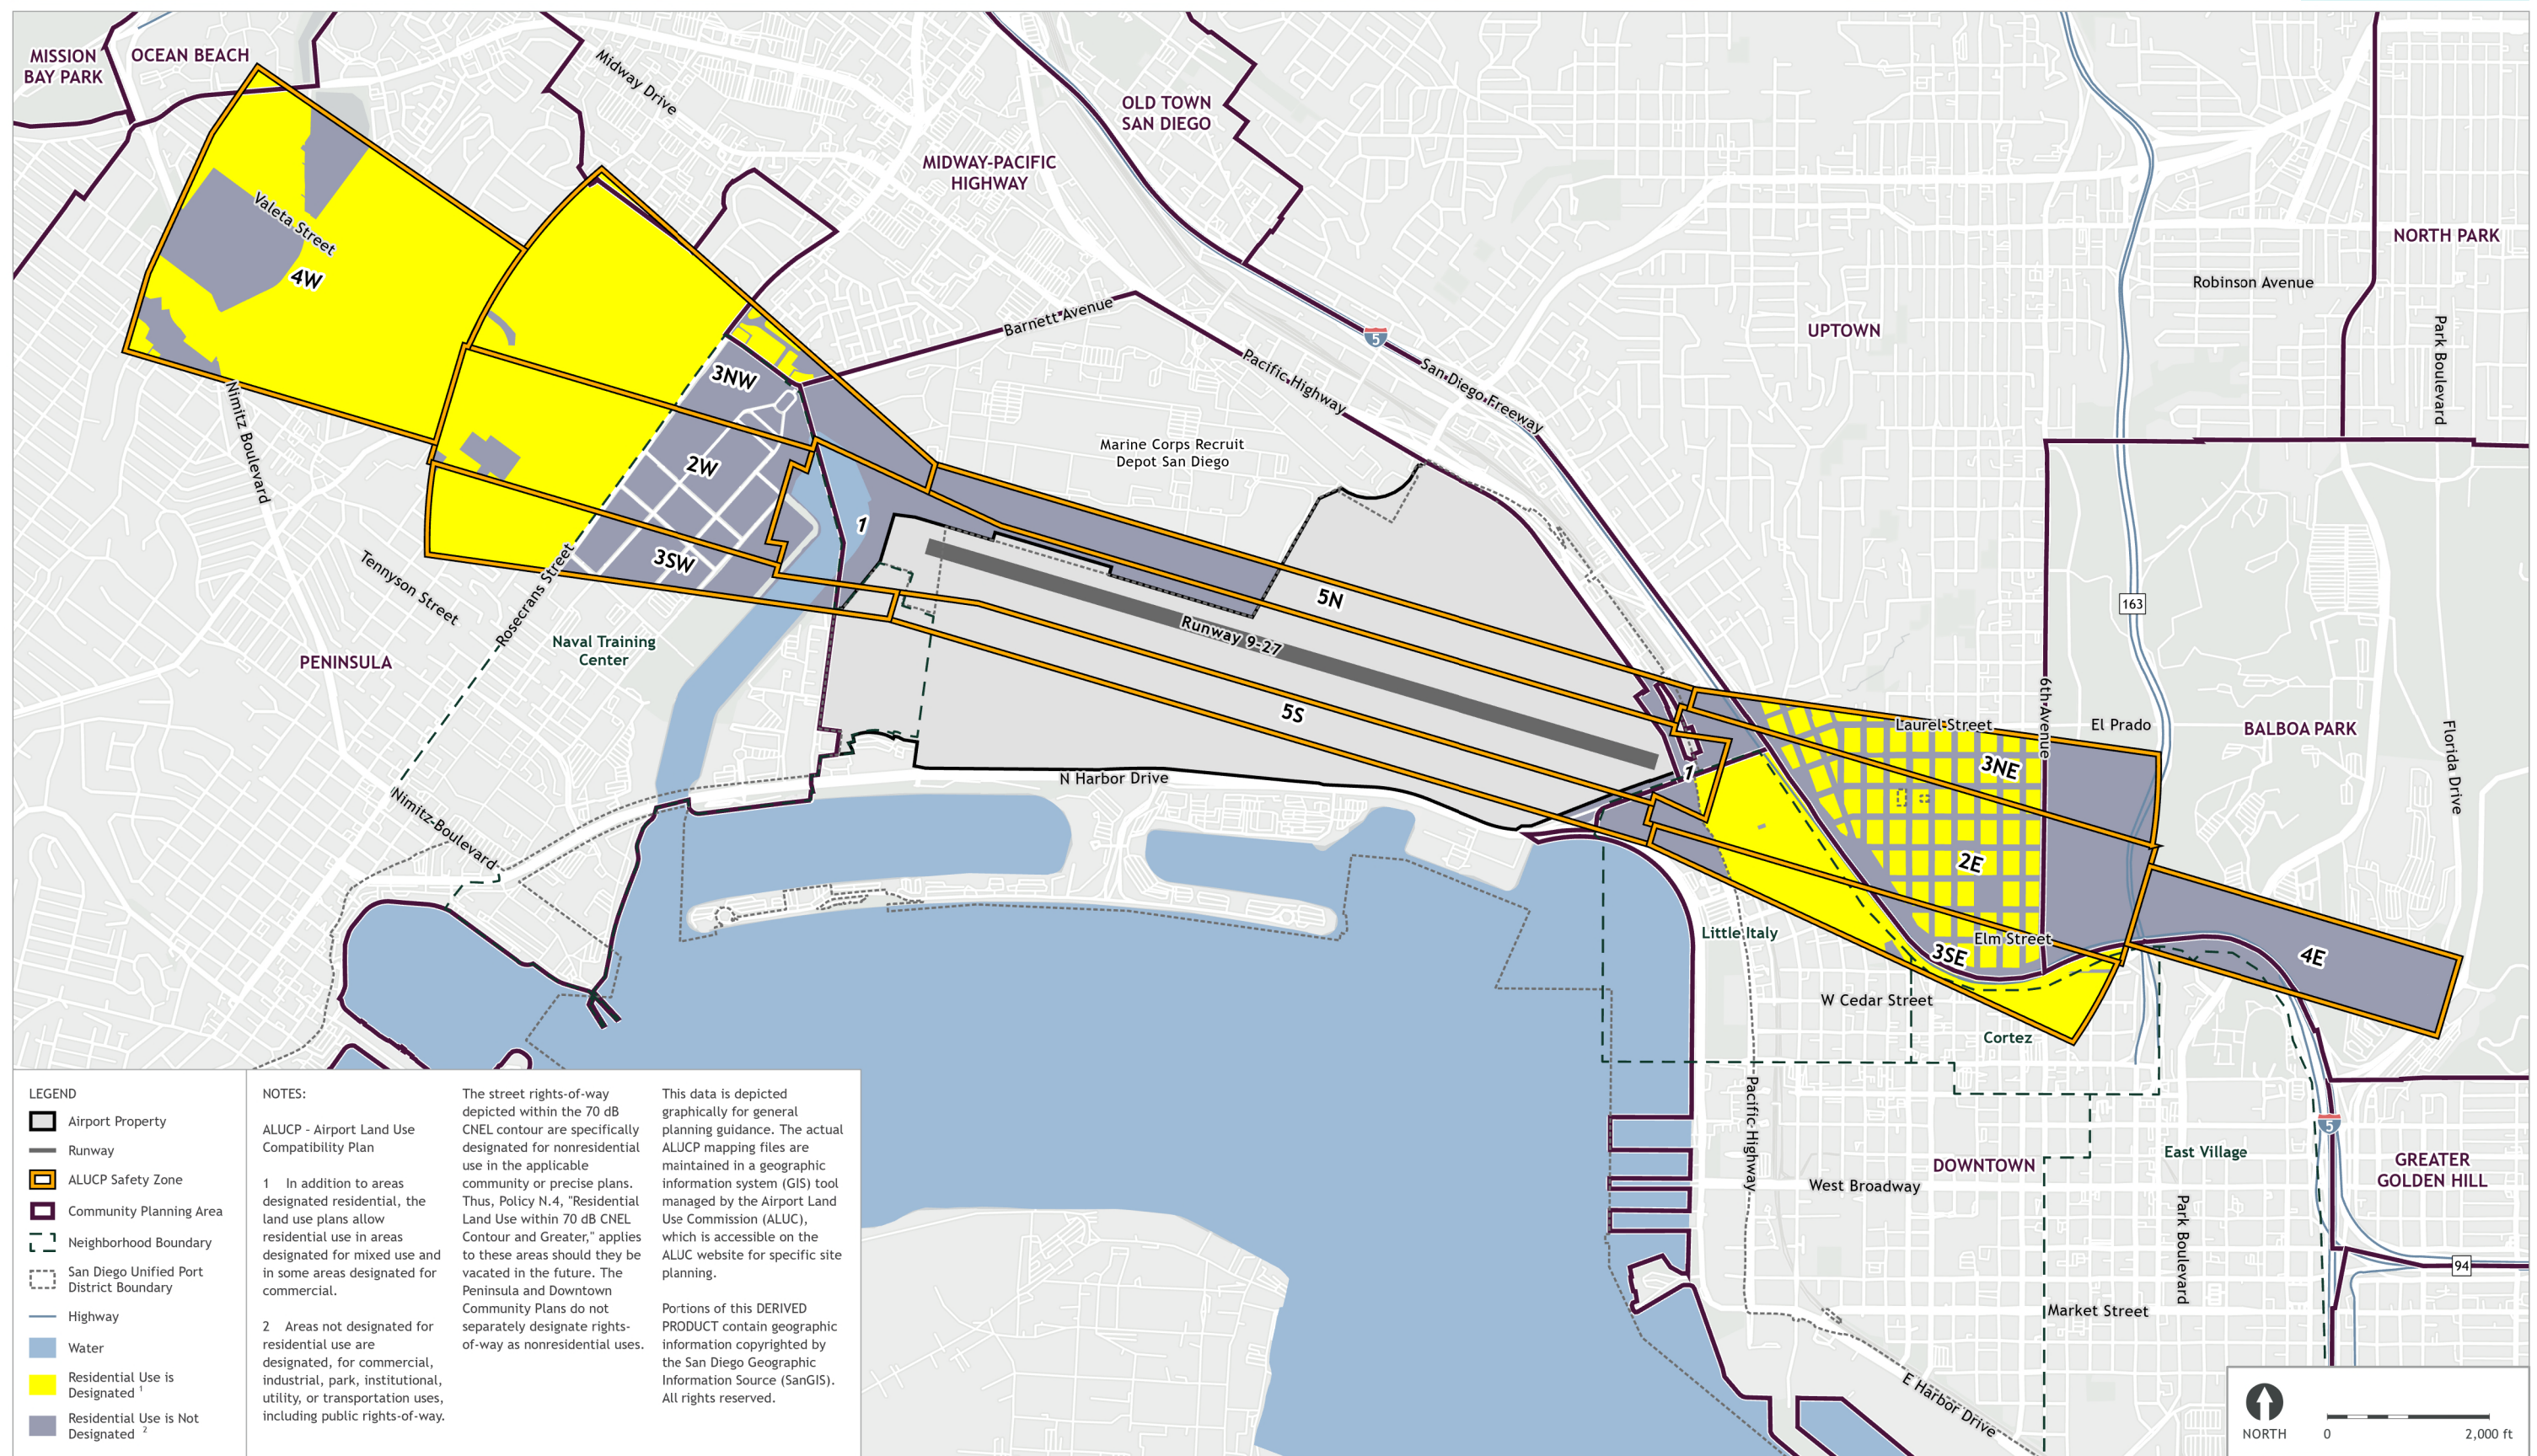 MISSION
BAY PARK
OCEAN BEACH
Midway Drive
OLD TOWN
SAN DIEGO
MIDWAY-PACIFIC
HIGHWAY
NORTH PARK
Robinson Avenue
UPTOWN
Park Boulevard
Valeta Street
4W
Barnett Avenue
5
Pacific Highway
San Diego Freeway
3NW
Nimitz Boulevard
Marine Corps Recruit
Depot San Diego
2W
1
3SW
Tennyson Street
Rosecrans Street
Naval Training
Center
PENINSULA
5N
Runway 9-27
5S
163
6th Avenue
Laurel Street
El Prado
BALBOA PARK
Florida Drive
3NE
1
N Harbor Drive
Nimitz-Boulevard
2E
Little Italy
Elm Street
3SE
4E
W Cedar Street
Cortez
Pacific Highway
5
East Village
DOWNTOWN
GREATER
GOLDEN HILL
West Broadway
Park Boulevard
94
Market Street
E Harbor Drive
LEGEND
Airport Property
Runway
ALUCP Safety Zone
Community Planning Area
Neighborhood Boundary
San Diego Unified Port
District Boundary
Highway
Water
Residential Use is
Designated 1
Residential Use is Not
Designated 2
NOTES:
ALUCP - Airport Land Use
Compatibility Plan
1 In addition to areas
designated residential, the
land use plans allow
residential use in areas
designated for mixed use and
in some areas designated for
commercial.
2 Areas not designated for
residential use are
designated, for commercial,
industrial, park, institutional,
utility, or transportation uses,
including public rights-of-way.
The street rights-of-way
depicted within the 70 dB
CNEL contour are specifically
designated for nonresidential
use in the applicable
community or precise plans.
Thus, Policy N.4, "Residential
Land Use within 70 dB CNEL
Contour and Greater," applies
to these areas should they be
vacated in the future. The
Peninsula and Downtown
Community Plans do not
separately designate rights-
of-way as nonresidential uses.
This data is depicted
graphically for general
planning guidance. The actual
ALUCP mapping files are
maintained in a geographic
information system (GIS) tool
managed by the Airport Land
Use Commission (ALUC),
which is accessible on the
ALUC website for specific site
planning.
Portions of this DERIVED
PRODUCT contain geographic
information copyrighted by
the San Diego Geographic
Information Source (SanGIS).
All rights reserved.
NORTH
0
2,000 ft